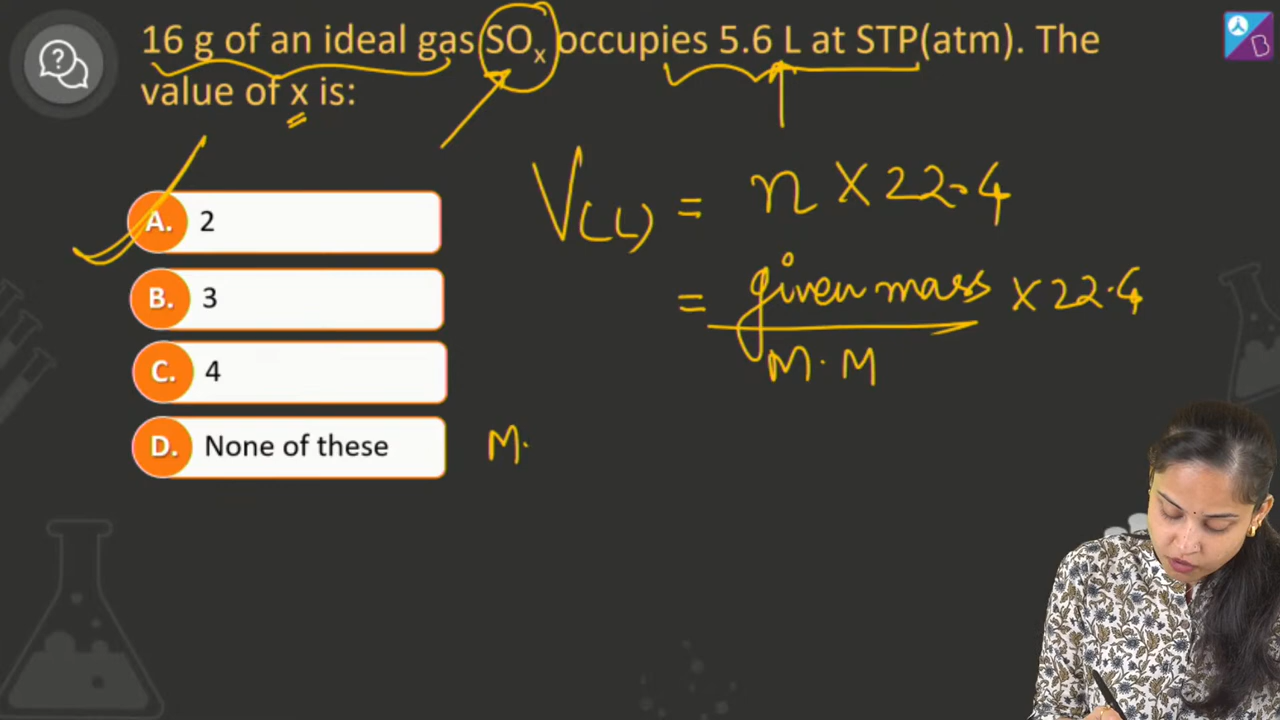 16 g of an ideal gas SOₓ occupies 5.6 L at STP(atm). The
value of x is:
A. 2
B. 3
C. 4
D. None of these
V(L) = n × 22.4
= given mass × 22.4
M.M
M.
B